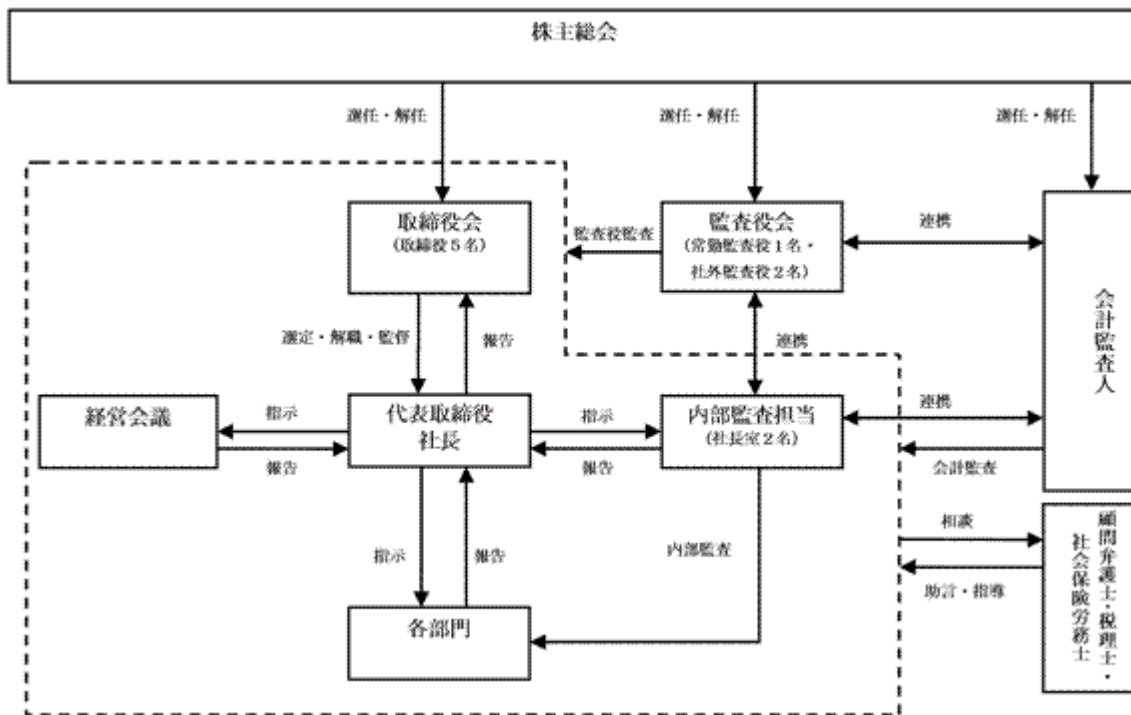 株主総会
選任・解任
選任・解任
選任・解任
取締役会
(取締役5名)
監査役監査
監査役会
(常勤監査役1名・
社外監査役2名)
連携
会計監査人
選定・解職・監督
報告
連携
経営会議
指示
報告
代表取締役
社長
指示
報告
内部監査担当
(社長室2名)
連携
会計監査
指示
報告
内部監査
相談
助言・指導
顧問弁護士・税理士・
社会保険労務士
各部門